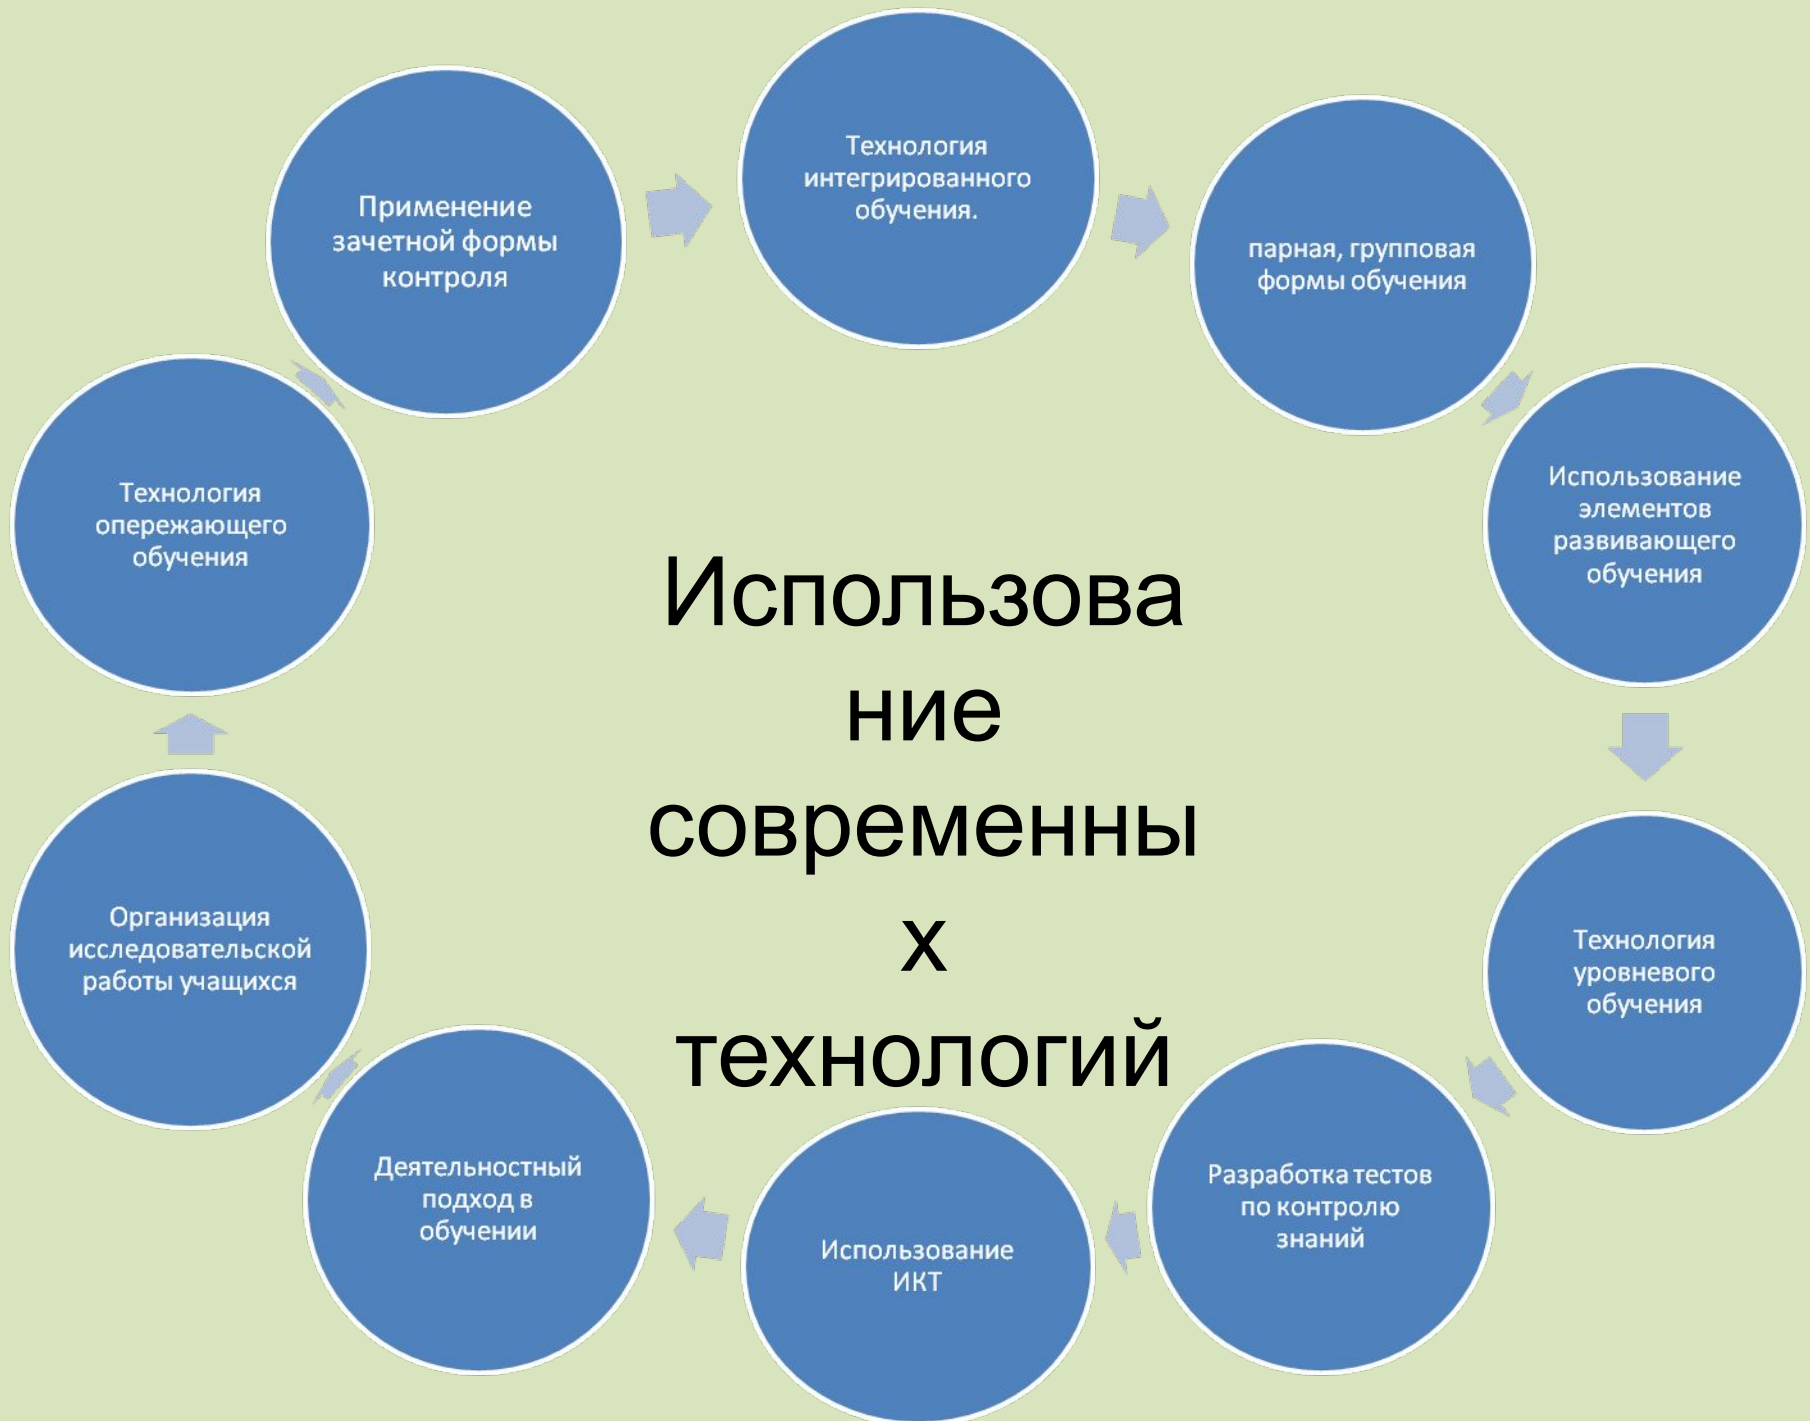 Технология
интегрированного
обучения.
парная, групповая
формы обучения
Использование
элементов
развивающего
обучения
Технология
уровневого
обучения
Разработка тестов
по контролю
знаний
Использование
ИКТ
Деятельностный
подход в
обучении
Организация
исследовательской
работы учащихся
Технология
опережающего
обучения
Применение
зачетной формы
контроля
Использова
ние
современны
х
технологий